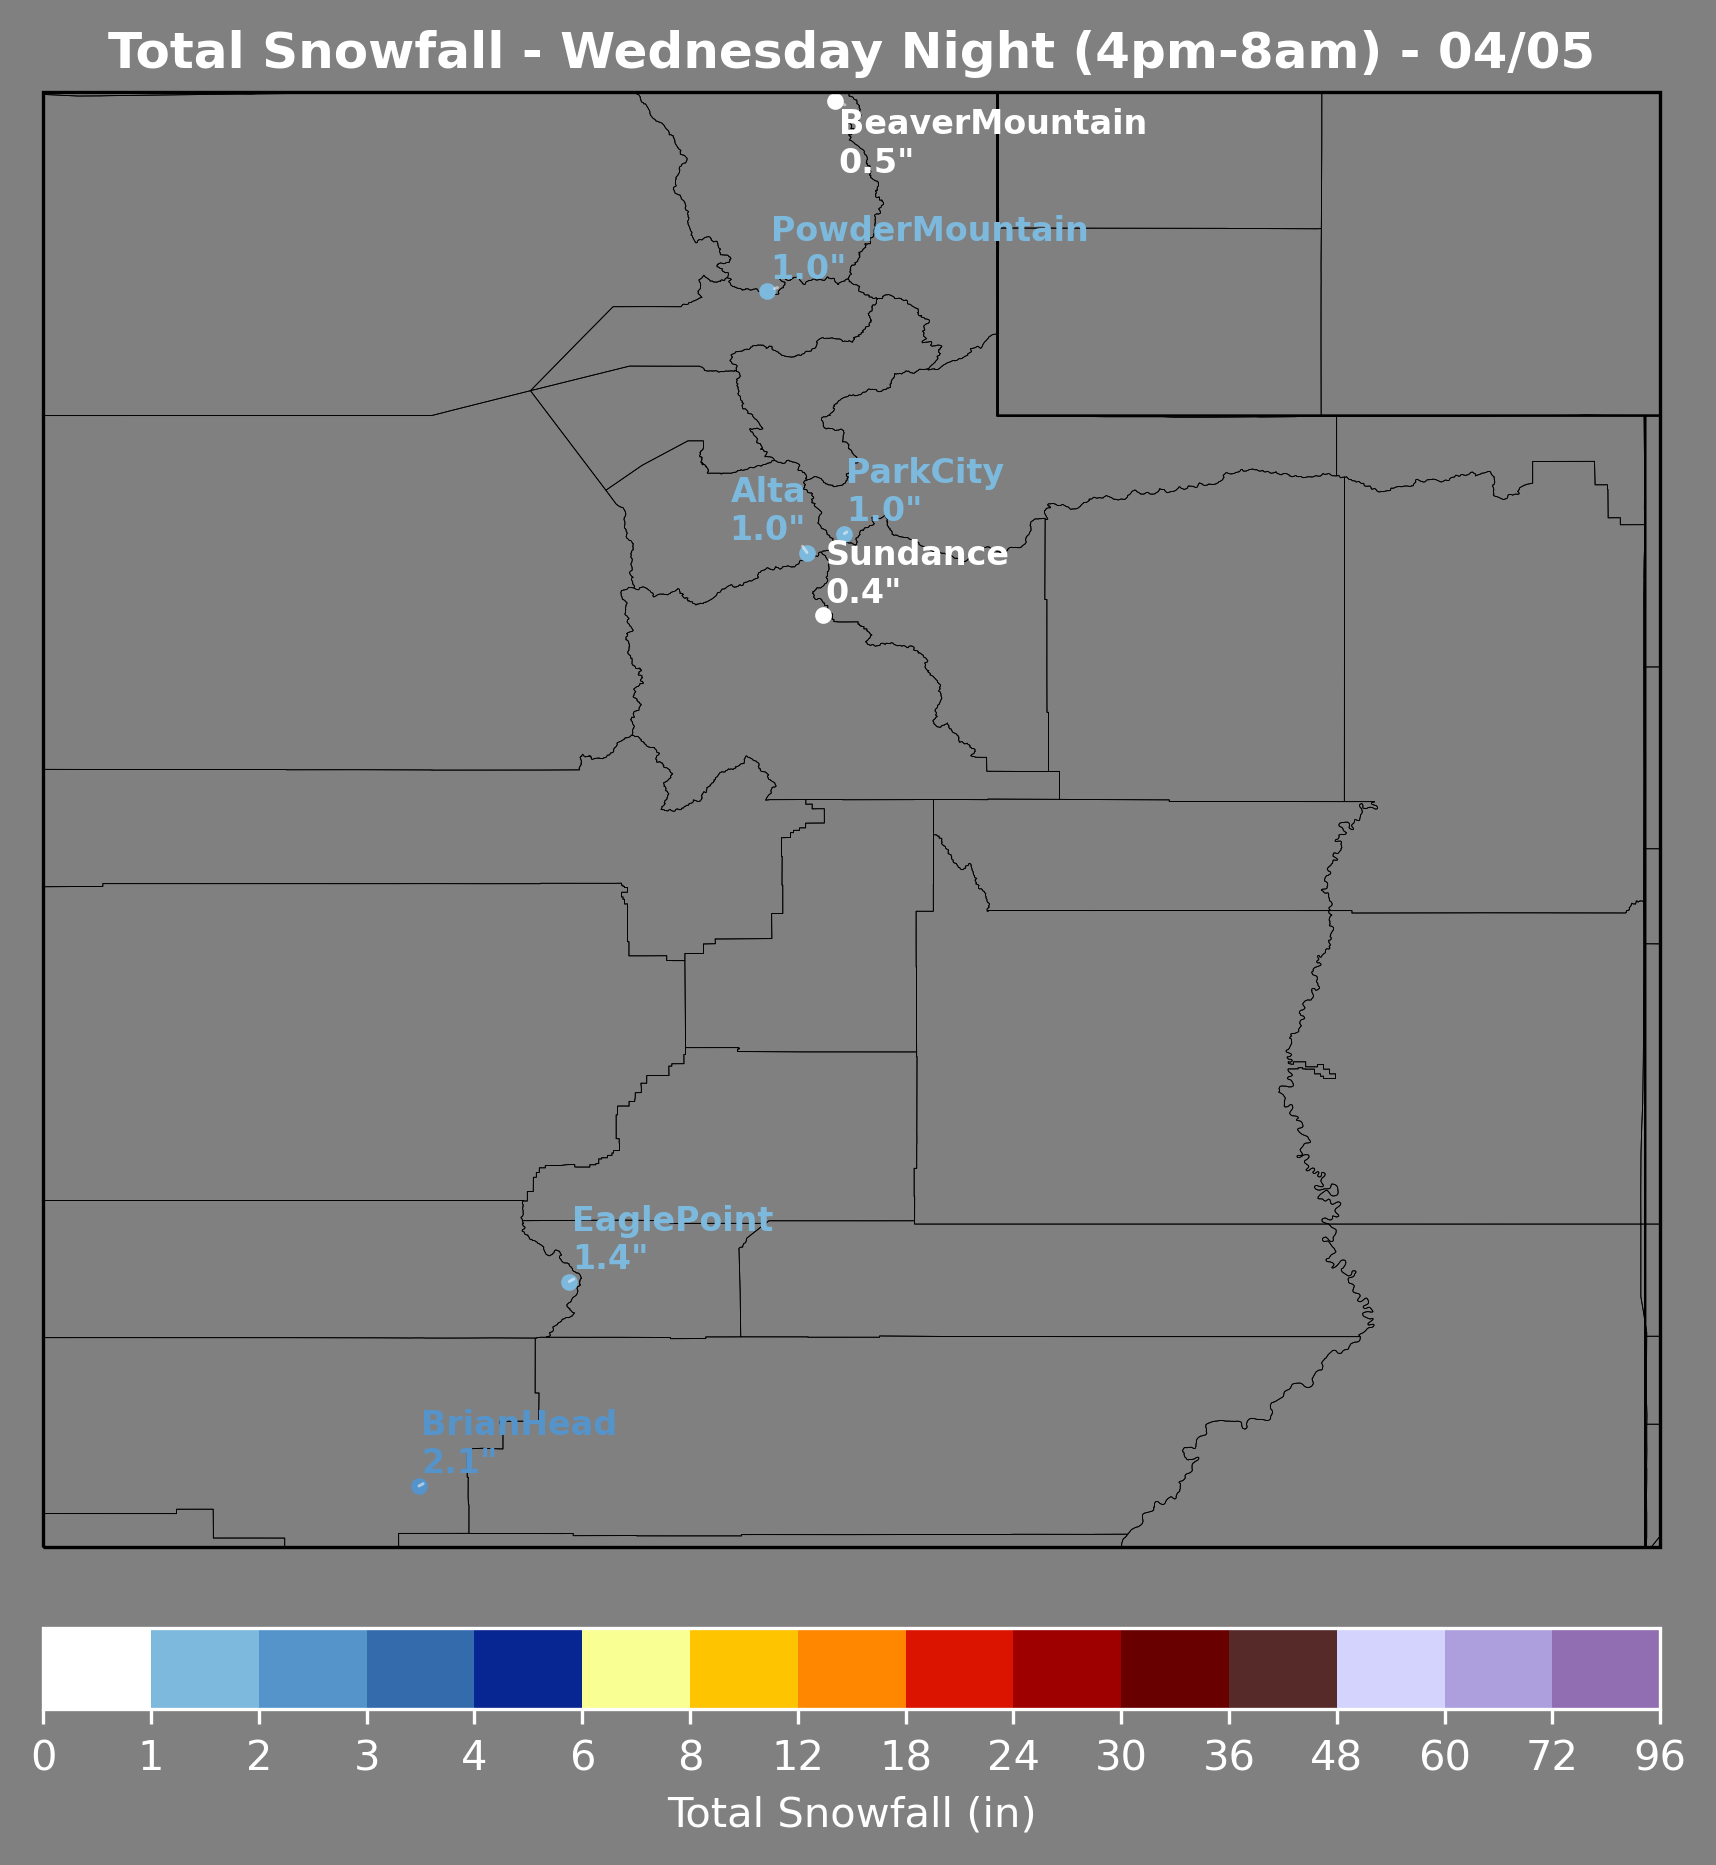 Total Snowfall - Wednesday Night (4pm-8am) - 04/05
BeaverMountain
0.5"
PowderMountain
1.0"
ParkCity
1.0"
Alta
1.0"
Sundance
0.4"
EaglePoint
1.4"
BrianHead
2.1"
0 1 2 3 4 6 8 12 18 24 30 36 48 60 72 96
Total Snowfall (in)